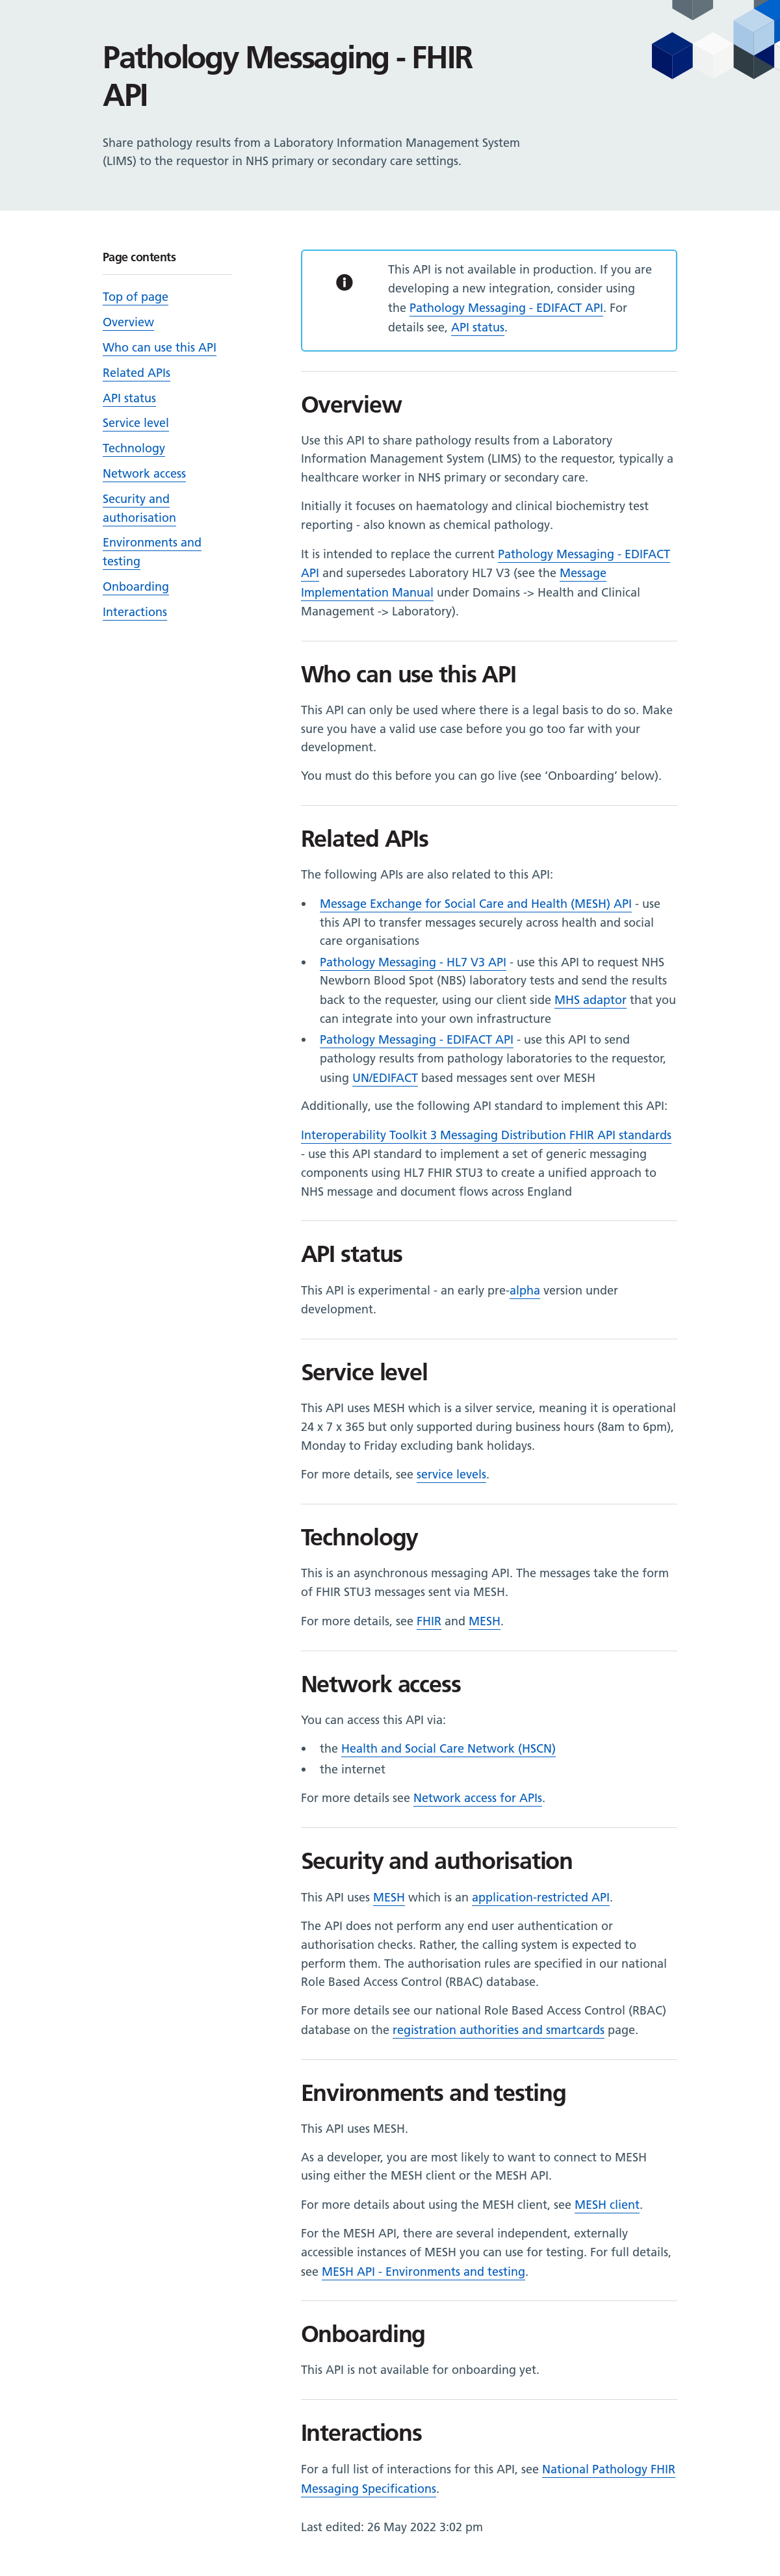 Pathology Messaging - FHIR
API
Share pathology results from a Laboratory Information Management System
(LIMS) to the requestor in NHS primary or secondary care settings.
Page contents
Top of page
Overview
Who can use this API
Related APIs
API status
Service level
Technology
Network access
Security and
authorisation
Environments and
testing
Onboarding
Interactions
This API is not available in production. If you are
developing a new integration, consider using
the Pathology Messaging - EDIFACT API. For
details see, API status.
Overview
Use this API to share pathology results from a Laboratory
Information Management System (LIMS) to the requestor, typically a
healthcare worker in NHS primary or secondary care.
Initially it focuses on haematology and clinical biochemistry test
reporting - also known as chemical pathology.
It is intended to replace the current Pathology Messaging - EDIFACT
API and supersedes Laboratory HL7 V3 (see the Message
Implementation Manual under Domains -> Health and Clinical
Management -> Laboratory).
Who can use this API
This API can only be used where there is a legal basis to do so. Make
sure you have a valid use case before you go too far with your
development.
You must do this before you can go live (see ‘Onboarding’ below).
Related APIs
The following APIs are also related to this API:
• Message Exchange for Social Care and Health (MESH) API - use
this API to transfer messages securely across health and social
care organisations
• Pathology Messaging - HL7 V3 API - use this API to request NHS
Newborn Blood Spot (NBS) laboratory tests and send the results
back to the requester, using our client side MHS adaptor that you
can integrate into your own infrastructure
• Pathology Messaging - EDIFACT API - use this API to send
pathology results from pathology laboratories to the requestor,
using UN/EDIFACT based messages sent over MESH
Additionally, use the following API standard to implement this API:
Interoperability Toolkit 3 Messaging Distribution FHIR API standards
- use this API standard to implement a set of generic messaging
components using HL7 FHIR STU3 to create a unified approach to
NHS message and document flows across England
API status
This API is experimental - an early pre-alpha version under
development.
Service level
This API uses MESH which is a silver service, meaning it is operational
24 x 7 x 365 but only supported during business hours (8am to 6pm),
Monday to Friday excluding bank holidays.
For more details, see service levels.
Technology
This is an asynchronous messaging API. The messages take the form
of FHIR STU3 messages sent via MESH.
For more details, see FHIR and MESH.
Network access
You can access this API via:
• the Health and Social Care Network (HSCN)
• the internet
For more details see Network access for APIs.
Security and authorisation
This API uses MESH which is an application-restricted API.
The API does not perform any end user authentication or
authorisation checks. Rather, the calling system is expected to
perform them. The authorisation rules are specified in our national
Role Based Access Control (RBAC) database.
For more details see our national Role Based Access Control (RBAC)
database on the registration authorities and smartcards page.
Environments and testing
This API uses MESH.
As a developer, you are most likely to want to connect to MESH
using either the MESH client or the MESH API.
For more details about using the MESH client, see MESH client.
For the MESH API, there are several independent, externally
accessible instances of MESH you can use for testing. For full details,
see MESH API - Environments and testing.
Onboarding
This API is not available for onboarding yet.
Interactions
For a full list of interactions for this API, see National Pathology FHIR
Messaging Specifications.
Last edited: 26 May 2022 3:02 pm